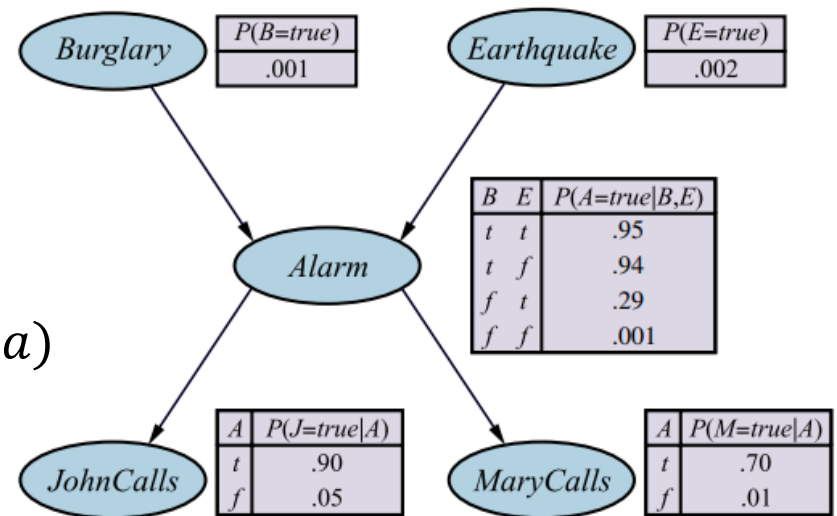 Burglary
P(B=true)
.001
Earthquake
P(E=true)
.002
Alarm
B E P(A=true|B,E)
t t .95
t f .94
f t .29
f f .001
a)
JohnCalls
A P(J=true|A)
t .90
f .05
MaryCalls
A P(M=true|A)
t .70
f .01